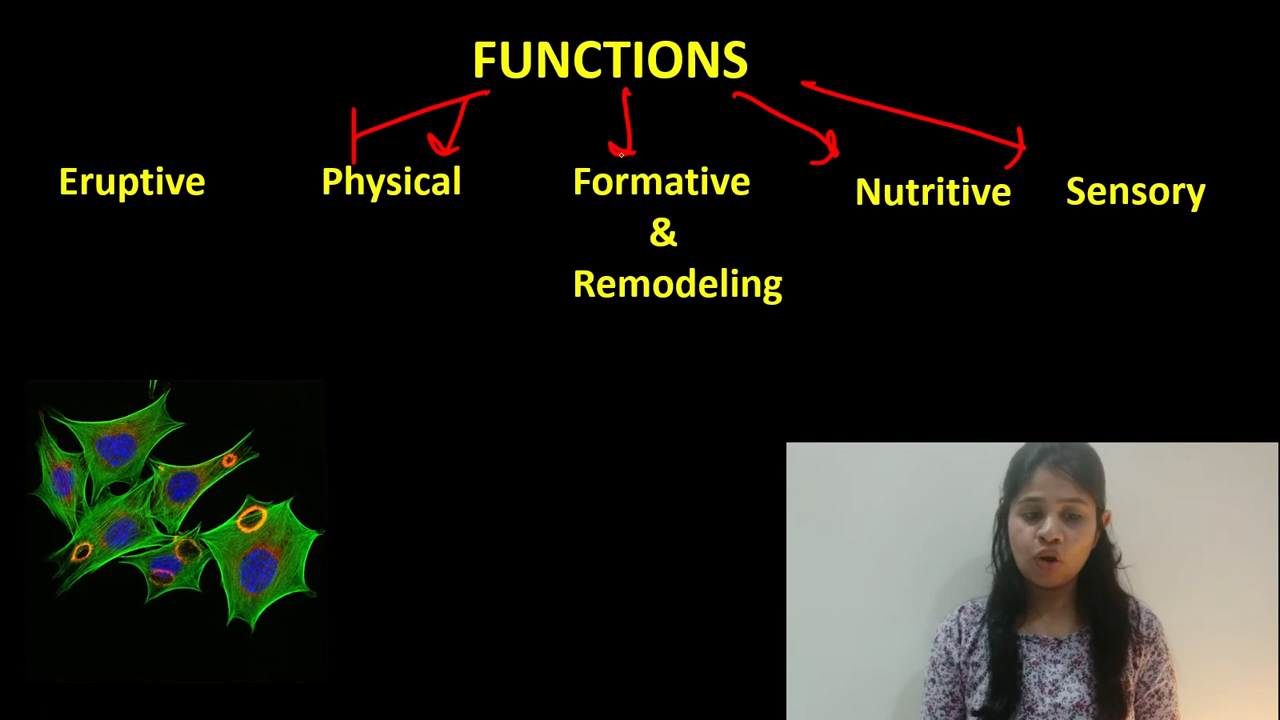 FUNCTIONS
Eruptive
Physical
Formative
&
Remodeling
Nutritive
Sensory